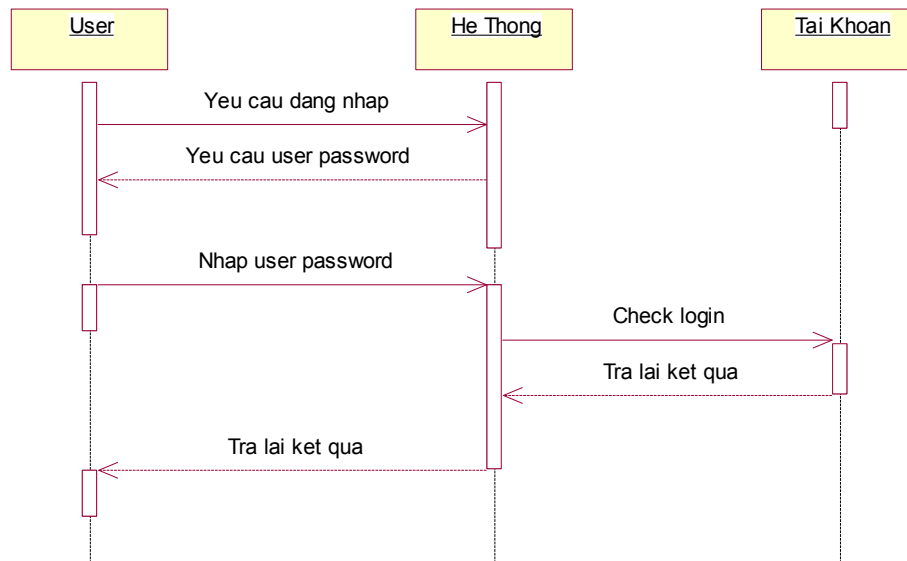 User
He Thong
Tai Khoan
Yeu cau dang nhap
Yeu cau user password
Nhap user password
Check login
Tra lai ket qua
Tra lai ket qua